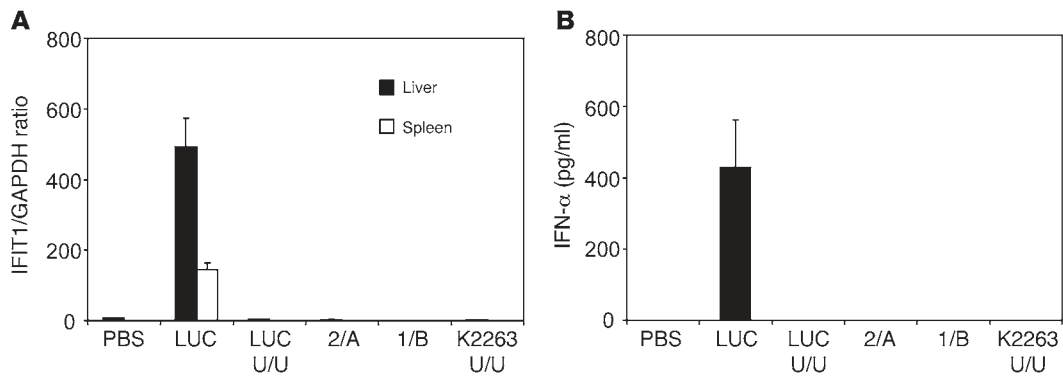 A
IFIT1/GAPDH ratio
800
600
400
200
0
Liver
Spleen
PBS
LUC
LUC U/U
2/A
1/B
K2263 U/U
B
IFN-α (pg/ml)
800
600
400
200
0
PBS
LUC
LUC U/U
2/A
1/B
K2263 U/U